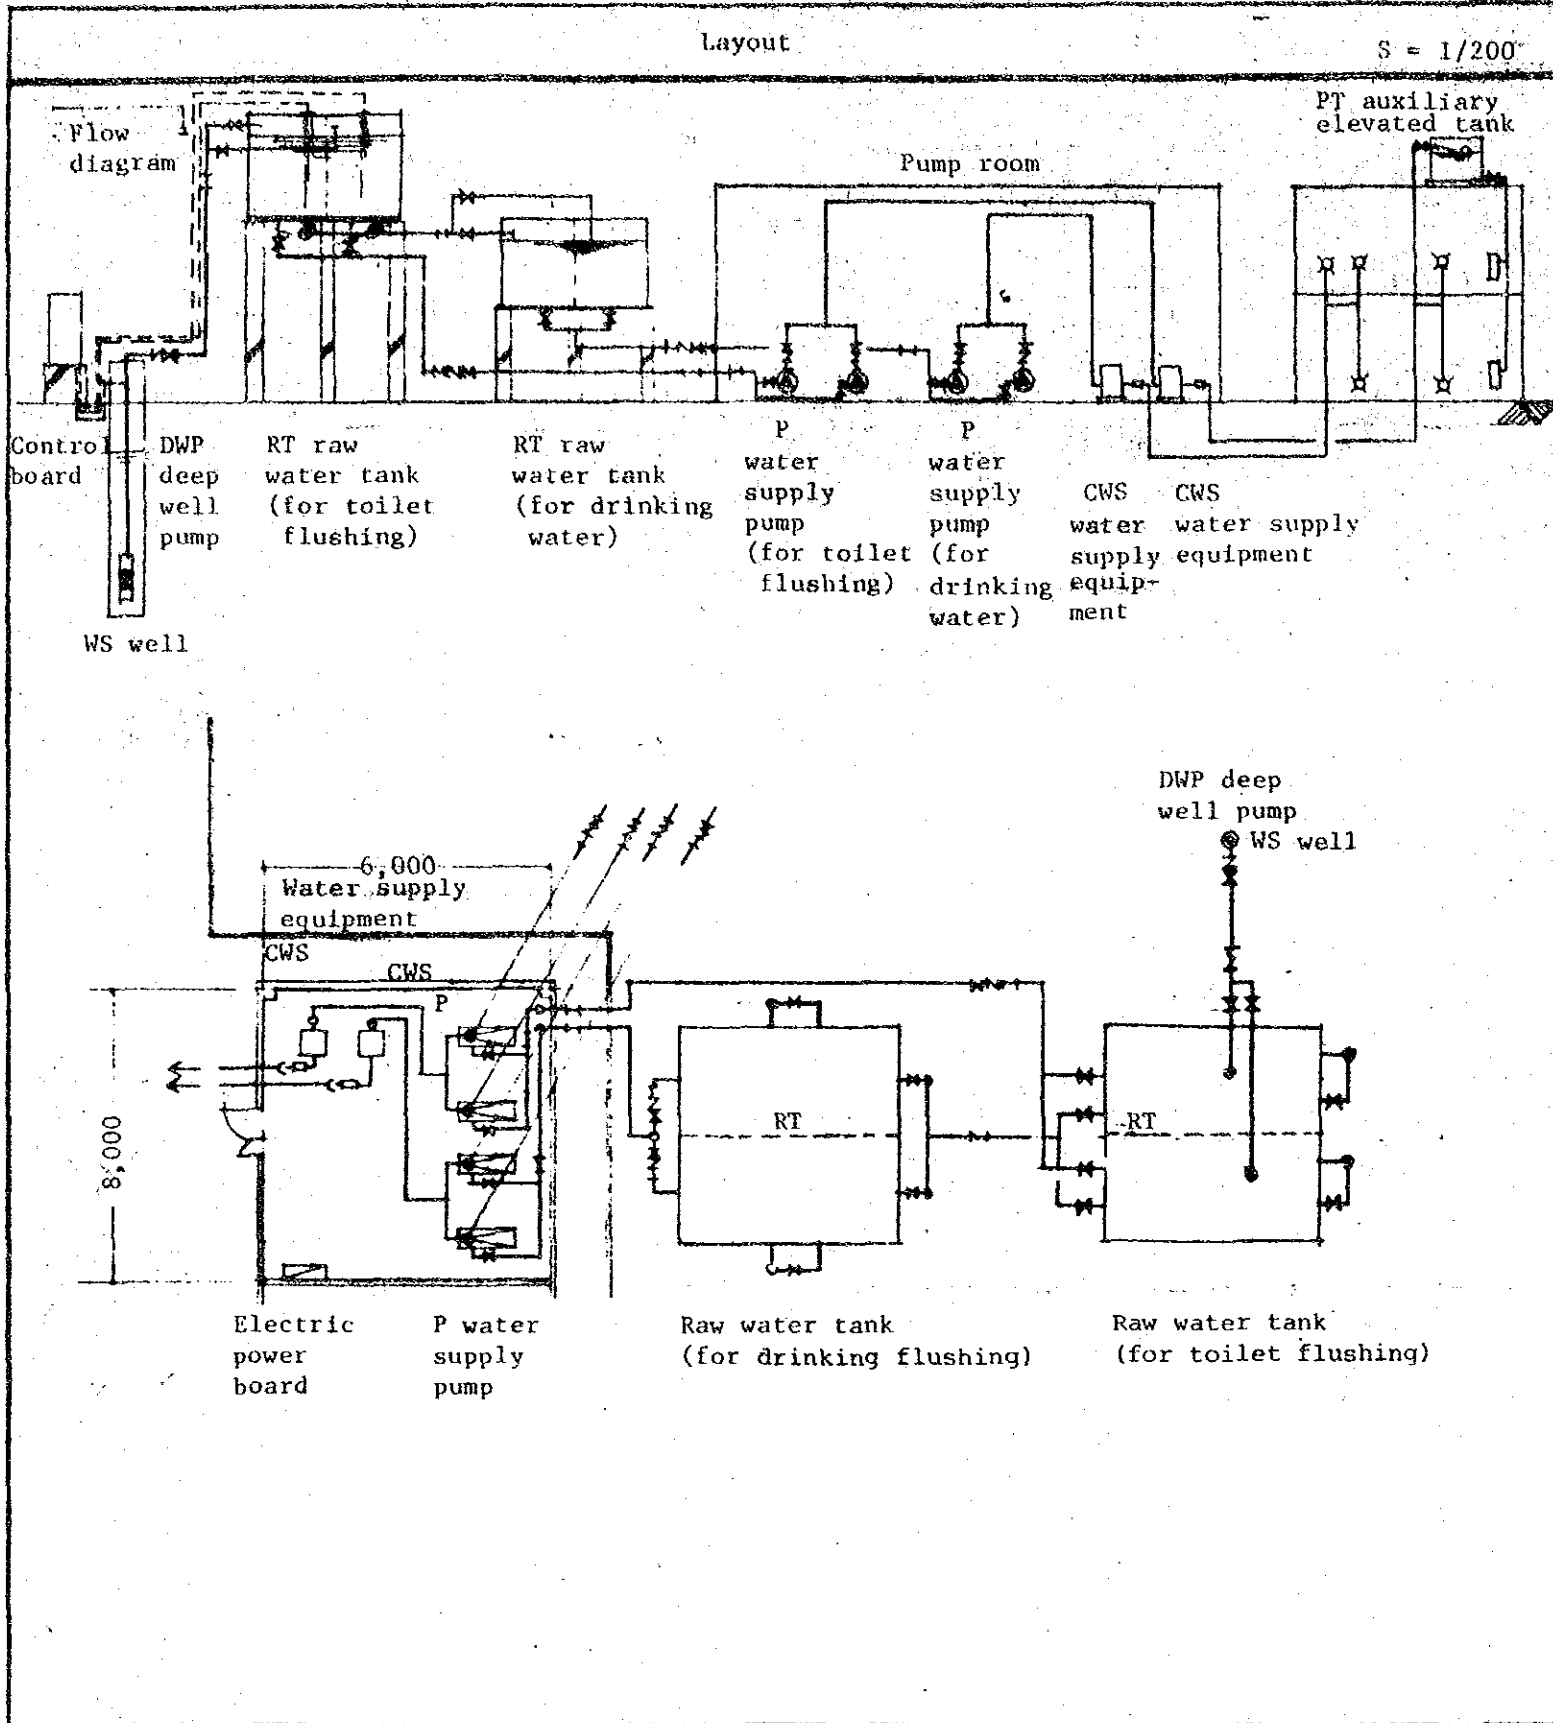 Layout
S = 1/200
Flow
diagram
Pump room
PT auxiliary
elevated tank
Control
board
DWP
deep
well
pump
RT raw
water tank
(for toilet
flushing)
RT raw
water tank
(for drinking
water)
P
water
supply
pump
(for toilet
flushing)
P
water
supply
pump
(for
drinking
water)
CWS
water
supply
equip-
ment
CWS
water supply
equipment
WS well
DWP deep
well pump
WS well
6,000
Water supply
equipment
CWS
CWS
P
8,000
RT
RT
Electric
power
board
P water
supply
pump
Raw water tank
(for drinking flushing)
Raw water tank
(for toilet flushing)